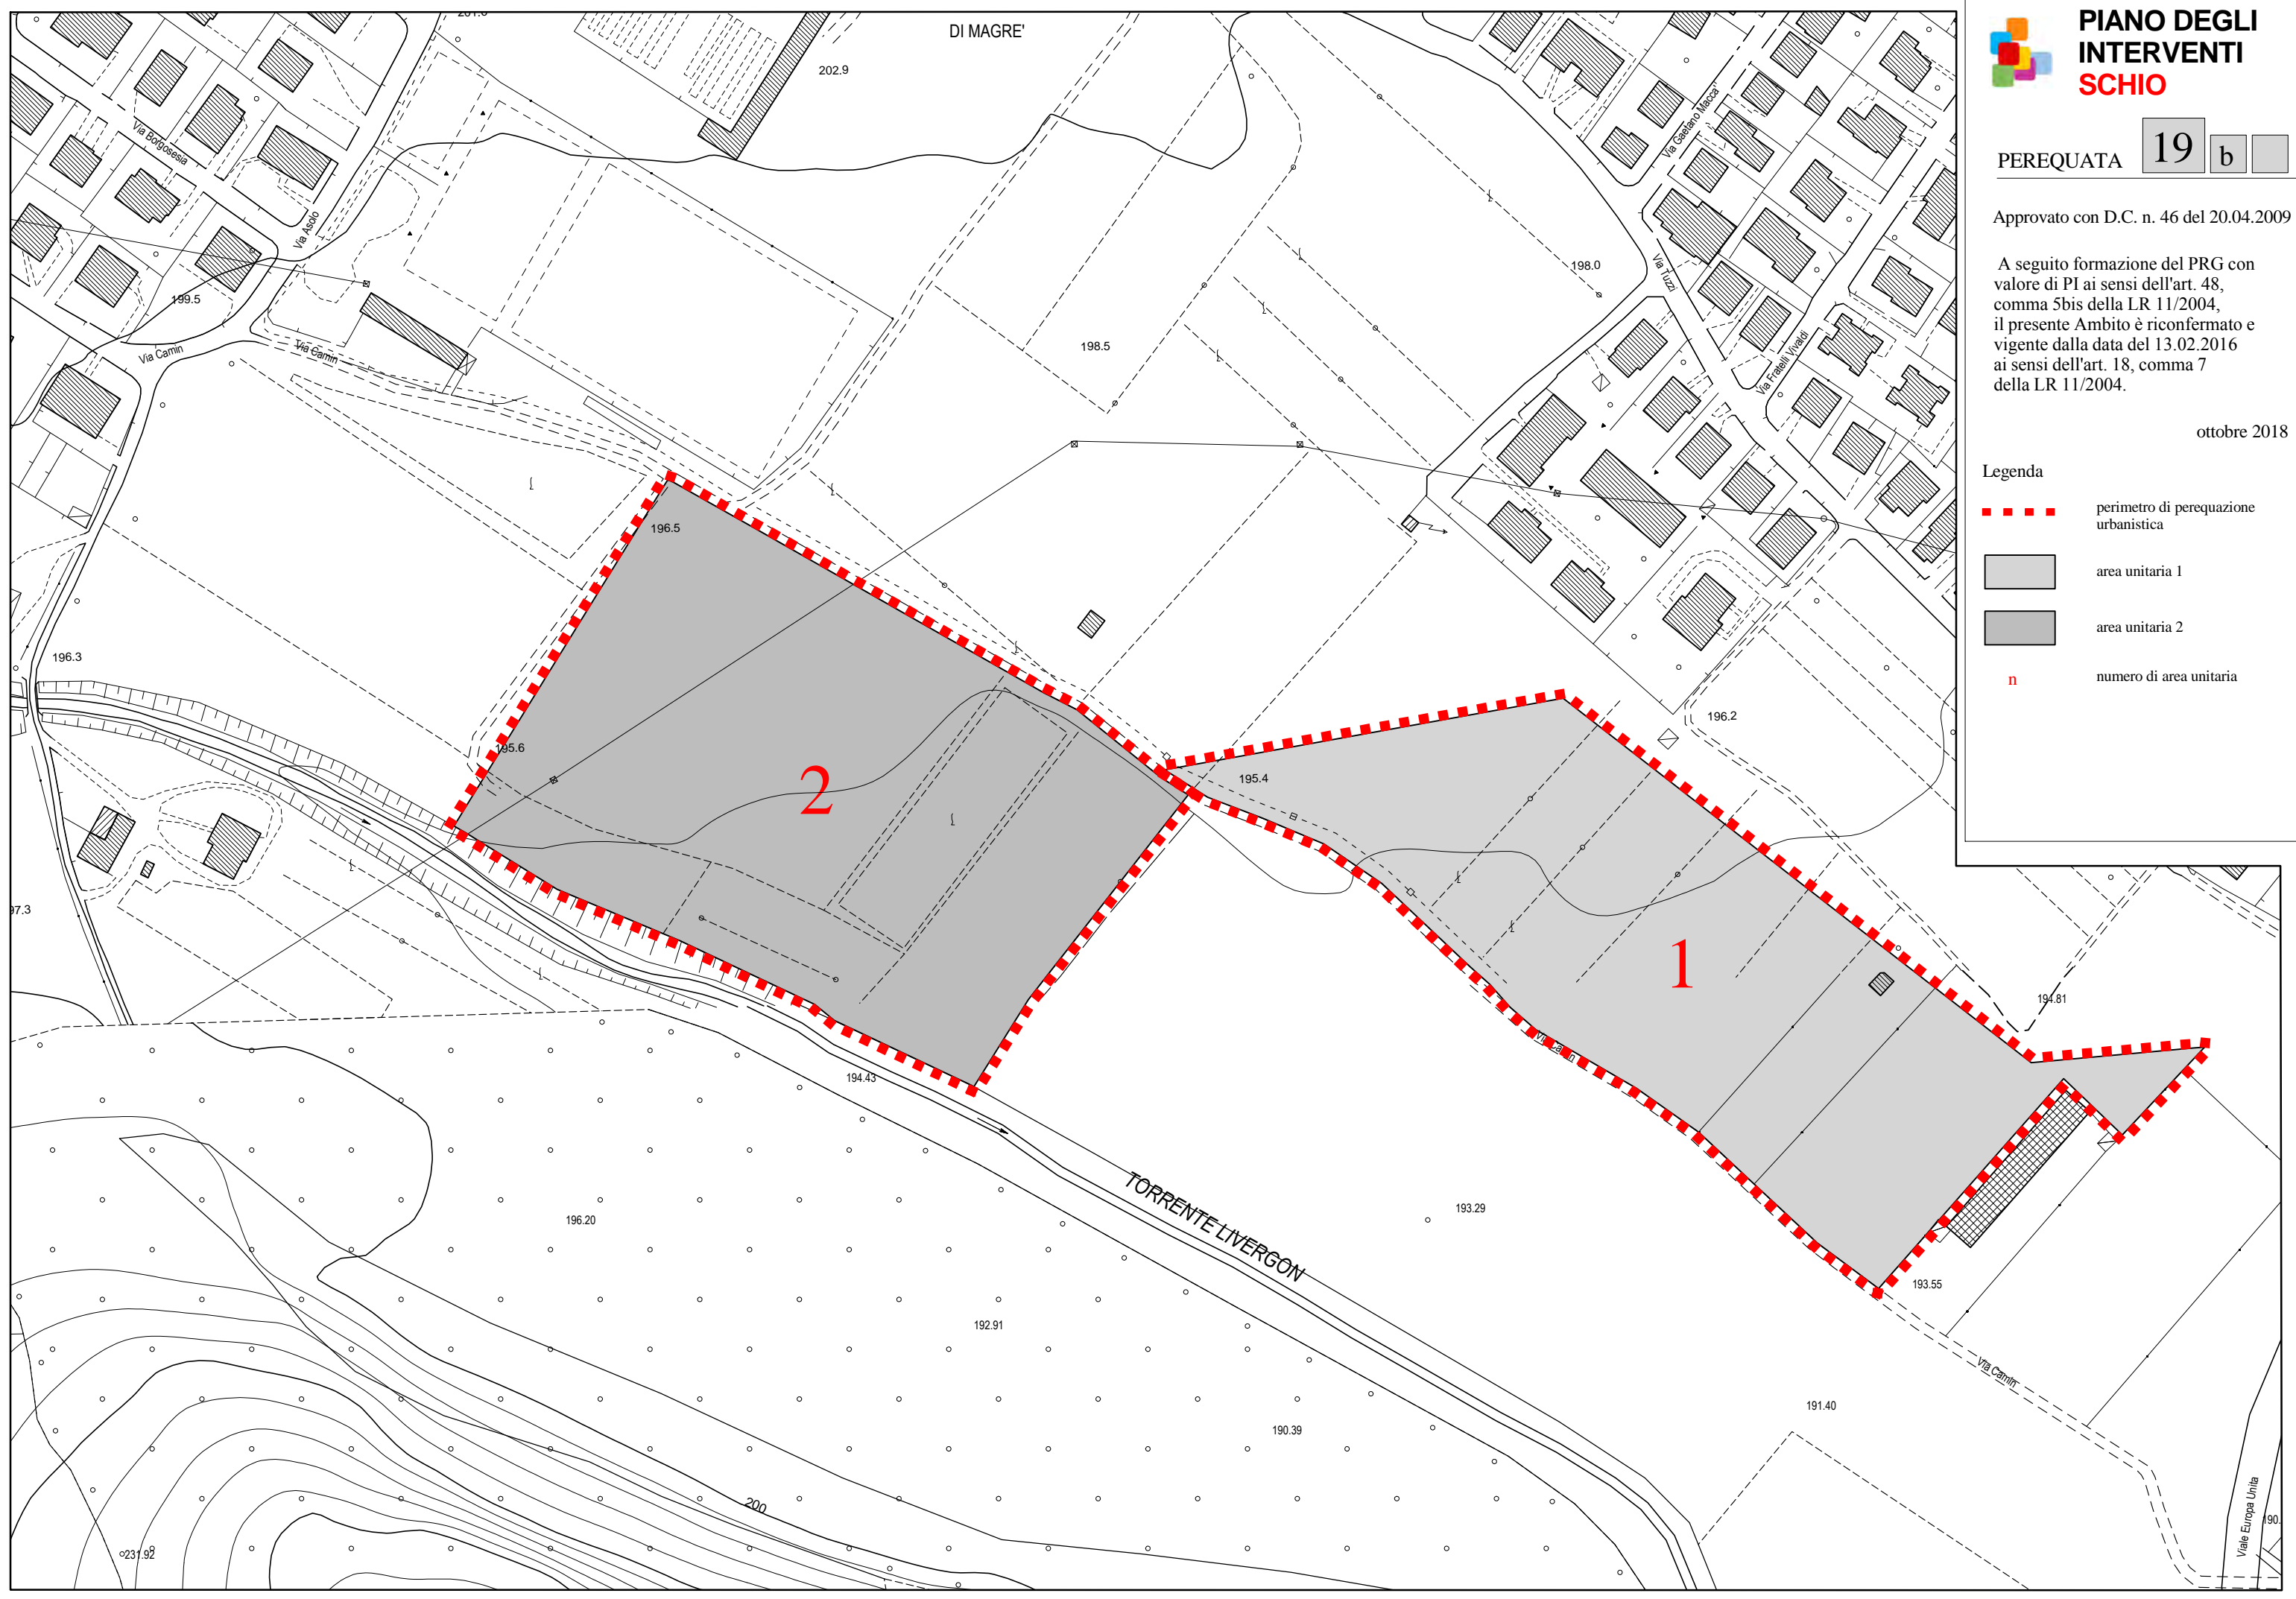 PIANO DEGLI
INTERVENTI
SCHIO
PEREQUATA 19 b
Approvato con D.C. n. 46 del 20.04.2009
A seguito formazione del PRG con
valore di PI ai sensi dell'art. 48,
comma 5bis della LR 11/2004,
il presente Ambito è riconfermato e
vigente dalla data del 13.02.2016
ai sensi dell'art. 18, comma 7
della LR 11/2004.
ottobre 2018
Legenda
perimetro di perequazione
urbanistica
area unitaria 1
area unitaria 2
n numero di area unitaria
DI MAGRE'
202.9
Via Borgosesia
Via Asolo
199.5
Via Camin
Via Camin
198.5
198.0
Via Gaetano Macca'
Via Tuzzi
Via Fratelli Vivaldi
196.5
196.3
195.6
2
195.4
196.2
1
97.3
194.81
Via Camin
194.43
TORRENTE LIVERGON
196.20
193.29
193.55
192.91
Via Camin
191.40
190.39
200
231.92
Viale Europa Unita
190.